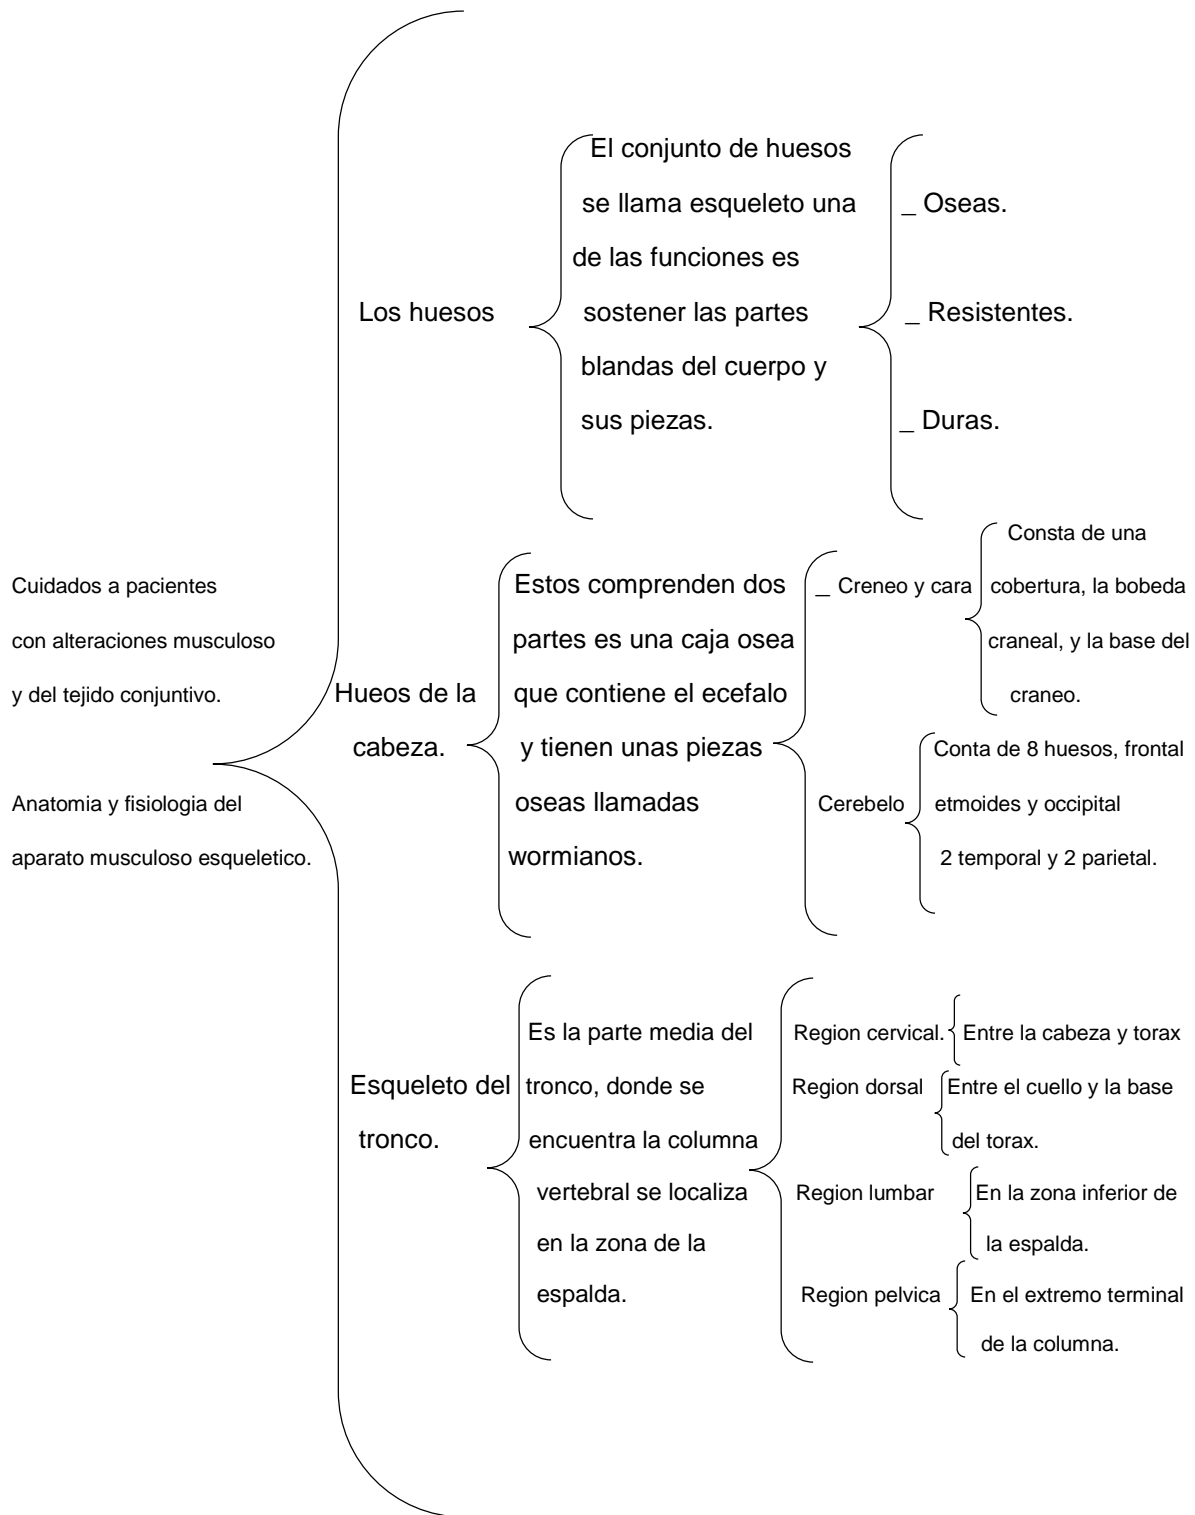 Cuidados a pacientes
con alteraciones musculoso
y del tejido conjuntivo.
Anatomia y fisiologia del
aparato musculoso esqueletico.
Los huesos
El conjunto de huesos
se llama esqueleto una
de las funciones es
sostener las partes
blandas del cuerpo y
sus piezas.
_ Oseas.
_ Resistentes.
_ Duras.
Hueos de la
cabeza.
Estos comprenden dos
partes es una caja osea
que contiene el ecefalo
y tienen unas piezas
oseas llamadas
wormianos.
_ Creneo y cara
Consta de una
cobertura, la bobeda
craneal, y la base del
craneo.
Cerebelo
Conta de 8 huesos, frontal
etmoides y occipital
2 temporal y 2 parietal.
Esqueleto del
tronco.
Es la parte media del
tronco, donde se
encuentra la columna
vertebral se localiza
en la zona de la
espalda.
Region cervical.
Entre la cabeza y torax
Region dorsal
Entre el cuello y la base
del torax.
Region lumbar
En la zona inferior de
la espalda.
Region pelvica
En el extremo terminal
de la columna.